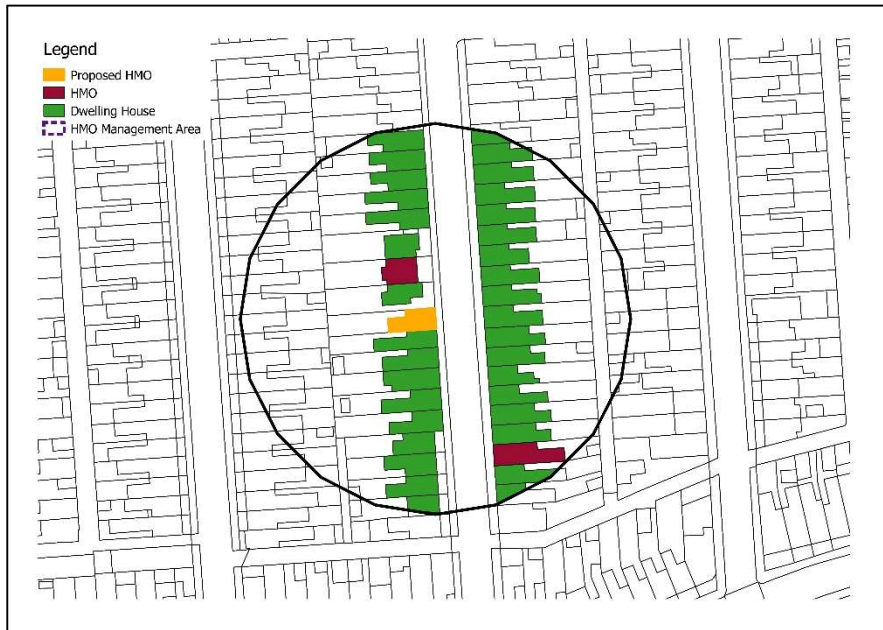 Legend
Proposed HMO
HMO
Dwelling House
HMO Management Area